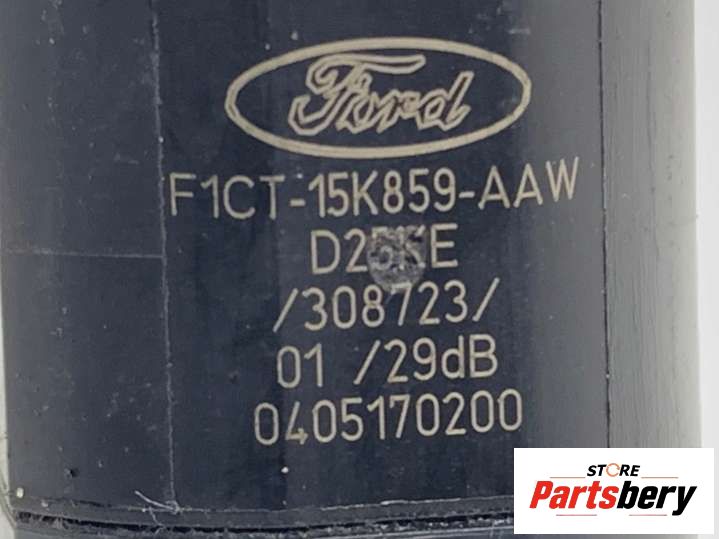 Ford
F1CT-15K859-AAW
/308723/
01 /29dB
0405170200
STORE
Partsbery